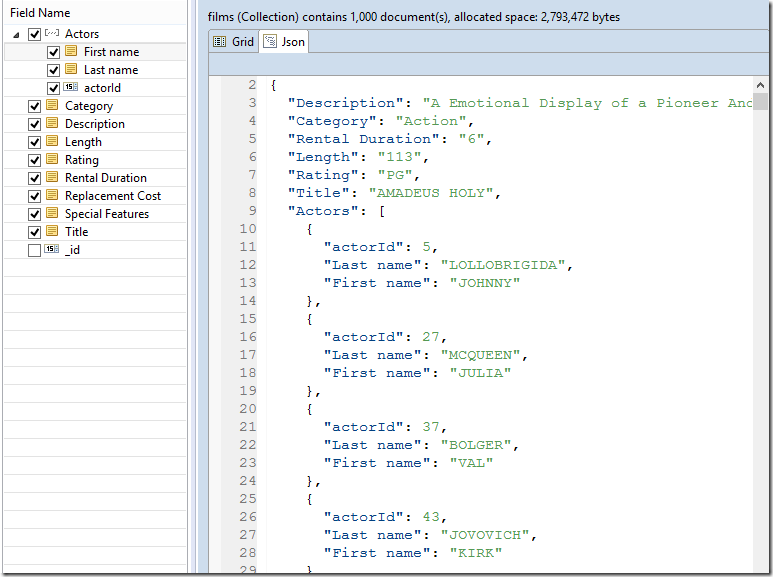 Field Name
Actors
First name
Last name
actorId
Category
Description
Length
Rating
Rental Duration
Replacement Cost
Special Features
Title
_id
films (Collection) contains 1,000 document(s), allocated space: 2,793,472 bytes
Grid Json
2 {
3 "Description": "A Emotional Display of a Pioneer And
4 "Category": "Action",
5 "Rental Duration": "6",
6 "Length": "113",
7 "Rating": "PG",
8 "Title": "AMADEUS HOLY",
9 "Actors": [
10 {
11 "actorId": 5,
12 "Last name": "LOLLOBRIGIDA",
13 "First name": "JOHNNY"
14 },
15 {
16 "actorId": 27,
17 "Last name": "MCQUEEN",
18 "First name": "JULIA"
19 },
20 {
21 "actorId": 37,
22 "Last name": "BOLGER",
23 "First name": "VAL"
24 },
25 {
26 "actorId": 43,
27 "Last name": "JOVOVICH",
28 "First name": "KIRK"
29 }